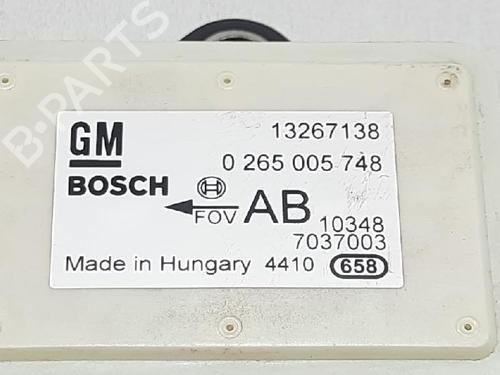 B-PARTS
GM 13267138
BOSCH 0 265 005 748
FOV AB 10348
7037003
Made in Hungary 4410 658